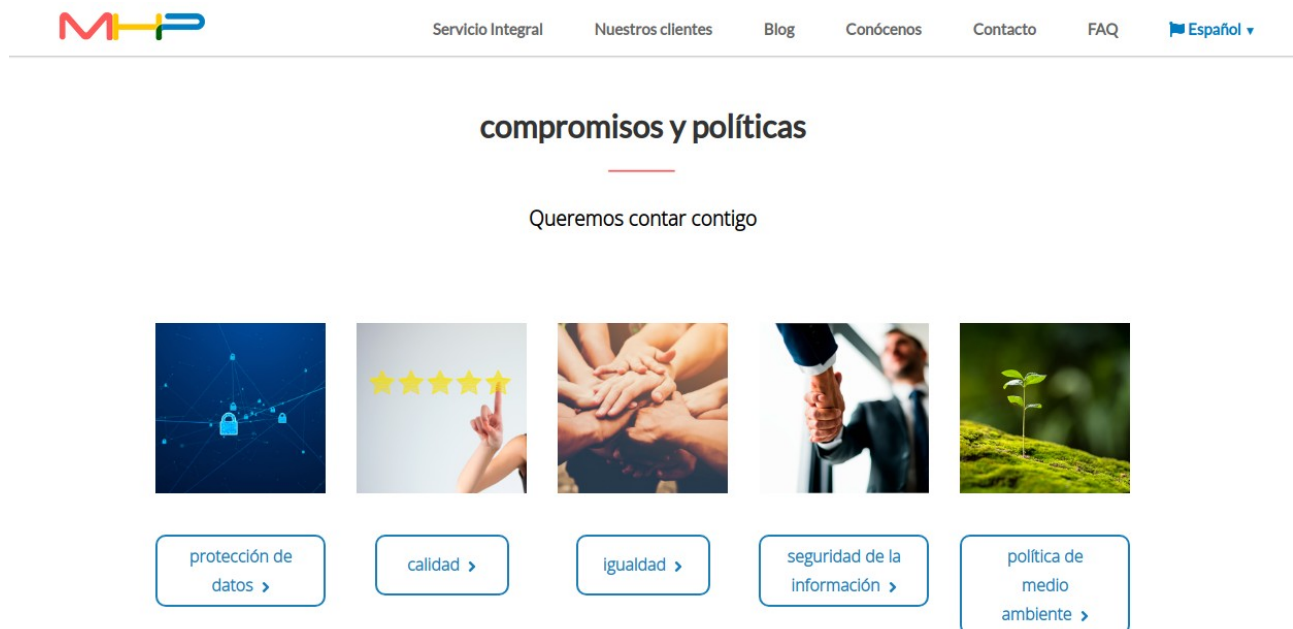 MHP
Servicio Integral Nuestros clientes Blog Conócenos Contacto FAQ Español
compromisos y políticas
Queremos contar contigo
protección de
datos
calidad
igualdad
seguridad de la
información
política de
medio
ambiente